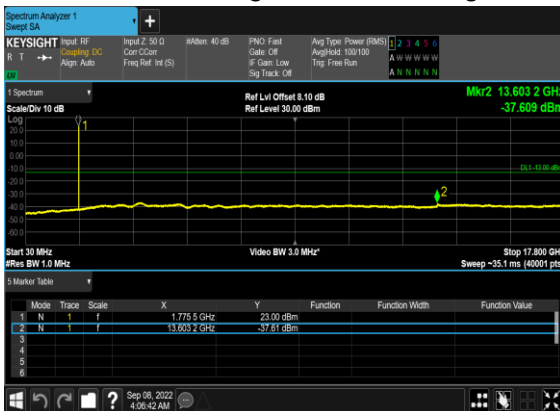 Spectrum Analyzer 1
Swept SA
KEYSIGHT
R T
LV
Input: RF
Coupling: DC
Align: Auto
Input Z: 50 Ω
Corr CCorr
Freq Ref: Int (S)
#Atten: 40 dB
PNO: Fast
Gate: Off
IF Gain: Low
Sig Track: Off
Avg Type: Power (RMS)
Avg|Hold: 100/100
Trig: Free Run
1 2 3 4 5 6
A W W W W W
A N N N N N
1 Spectrum
Scale/Div 10 dB
Ref Lvl Offset 8.10 dB
Ref Level 30.00 dBm
Mkr2 13.603 2 GHz
-37.609 dBm
Log
20.0
10.0
0.00
-10.0
-20.0
-30.0
-40.0
-50.0
-60.0
1
DL1 -13.00 dBm
2
Start 30 MHz
#Res BW 1.0 MHz
Video BW 3.0 MHz*
Stop 17.800 GHz
Sweep ~35.1 ms (40001 pts)
5 Marker Table
Mode Trace Scale X Y Function Function Width Function Value
1 N 1 f 1.775 5 GHz 23.00 dBm
2 N 1 f 13.603 2 GHz -37.61 dBm
3
4
5
6
?
Sep 08, 2022
4:06:42 AM